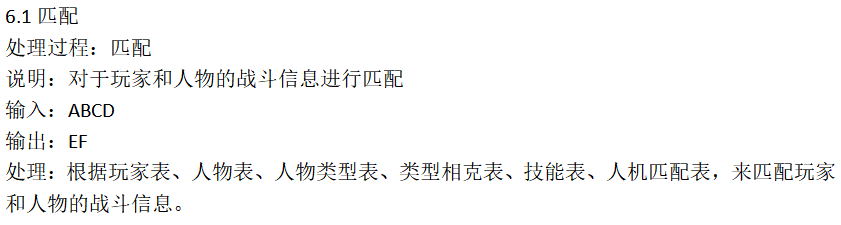 6.1 匹配
处理过程：匹配
说明：对于玩家和人物的战斗信息进行匹配
输入：ABCD
输出：EF
处理：根据玩家表、人物表、人物类型表、类型相克表、技能表、人机匹配表，来匹配玩家
和人物的战斗信息。